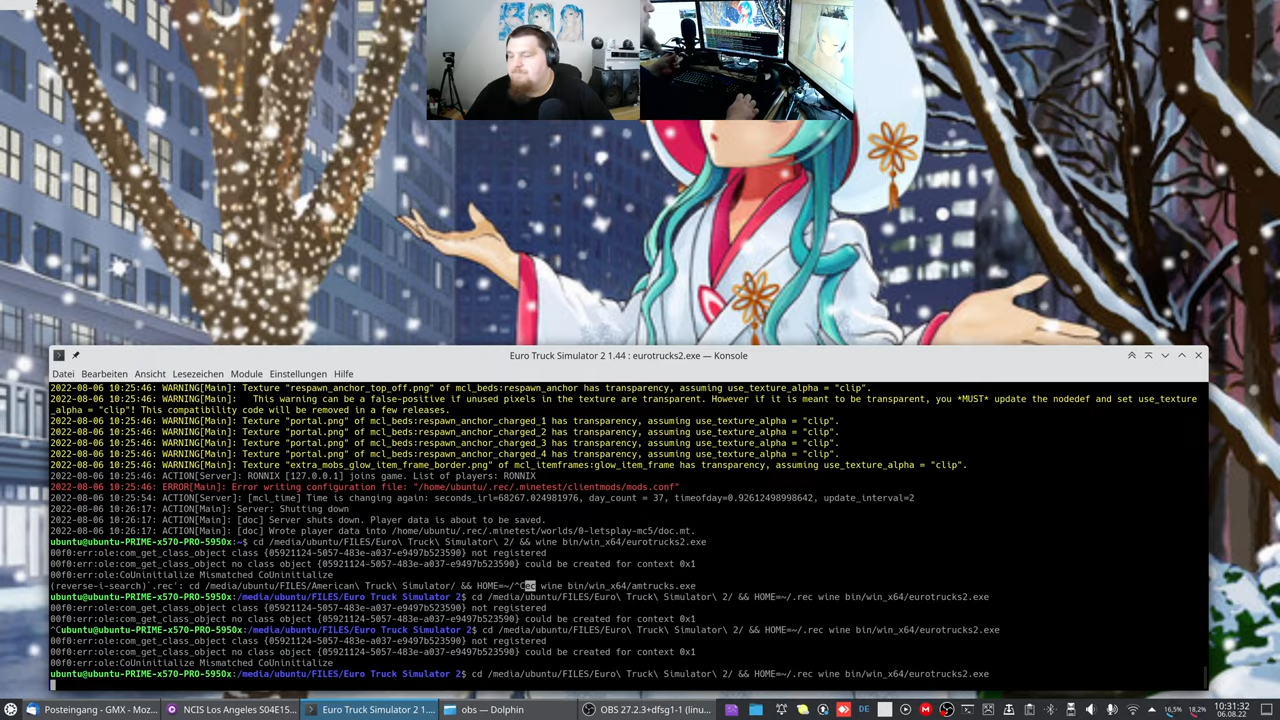 Euro Truck Simulator 2 1.44 : eurotrucks2.exe — Konsole
Datei Bearbeiten Ansicht Lesezeichen Module Einstellungen Hilfe
2022-08-06 10:25:46: WARNING[Main]: Texture "respawn_anchor_top_off.png" of mcl_beds:respawn_anchor has transparency, assuming use_texture_alpha = "clip".
2022-08-06 10:25:46: WARNING[Main]:   This warning can be a false-positive if unused pixels in the texture are transparent. However if it is meant to be transparent, you *MUST* update the nodedef and set use_texture
_alpha = "clip"! This compatibility code will be removed in a few releases.
2022-08-06 10:25:46: WARNING[Main]: Texture "portal.png" of mcl_beds:respawn_anchor_charged_1 has transparency, assuming use_texture_alpha = "clip".
2022-08-06 10:25:46: WARNING[Main]: Texture "portal.png" of mcl_beds:respawn_anchor_charged_2 has transparency, assuming use_texture_alpha = "clip".
2022-08-06 10:25:46: WARNING[Main]: Texture "portal.png" of mcl_beds:respawn_anchor_charged_3 has transparency, assuming use_texture_alpha = "clip".
2022-08-06 10:25:46: WARNING[Main]: Texture "portal.png" of mcl_beds:respawn_anchor_charged_4 has transparency, assuming use_texture_alpha = "clip".
2022-08-06 10:25:46: WARNING[Main]: Texture "extra_mobs_glow_item_frame_border.png" of mcl_itemframes:glow_item_frame has transparency, assuming use_texture_alpha = "clip".
2022-08-06 10:25:46: ACTION[Server]: RONNIX [127.0.0.1] joins game. List of players: RONNIX
2022-08-06 10:25:46: ERROR[Main]: Error writing configuration file: "/home/ubuntu/.rec/.minetest/clientmods/mods.conf"
2022-08-06 10:25:54: ACTION[Server]: [mcl_time] Time is changing again: seconds_irl=68267.024981976, day_count = 37, timeofday=0.92612498998642, update_interval=2
2022-08-06 10:26:17: ACTION[Main]: Server: Shutting down
2022-08-06 10:26:17: ACTION[Main]: [doc] Server shuts down. Player data is about to be saved.
2022-08-06 10:26:17: ACTION[Main]: [doc] Wrote player data into /home/ubuntu/.rec/.minetest/worlds/0-letsplay-mc5/doc.mt.
ubuntu@ubuntu-PRIME-x570-PRO-5950x:~$ cd /media/ubuntu/FILES/Euro\ Truck\ Simulator\ 2/ && wine bin/win_x64/eurotrucks2.exe
00f0:err:ole:com_get_class_object class {05921124-5057-483e-a037-e9497b523590} not registered
00f0:err:ole:com_get_class_object no class object {05921124-5057-483e-a037-e9497b523590} could be created for context 0x1
00f0:err:ole:CoUninitialize Mismatched CoUninitialize
(reverse-i-search)`.rec': cd /media/ubuntu/FILES/American\ Truck\ Simulator/ && HOME=~/^Cec wine bin/win_x64/amtrucks.exe
ubuntu@ubuntu-PRIME-x570-PRO-5950x:/media/ubuntu/FILES/Euro Truck Simulator 2$ cd /media/ubuntu/FILES/Euro\ Truck\ Simulator\ 2/ && HOME=~/.rec wine bin/win_x64/eurotrucks2.exe
00f0:err:ole:com_get_class_object class {05921124-5057-483e-a037-e9497b523590} not registered
00f0:err:ole:com_get_class_object no class object {05921124-5057-483e-a037-e9497b523590} could be created for context 0x1
^Cubuntu@ubuntu-PRIME-x570-PRO-5950x:/media/ubuntu/FILES/Euro Truck Simulator 2$ cd /media/ubuntu/FILES/Euro\ Truck\ Simulator\ 2/ && HOME=~/.rec wine bin/win_x64/eurotrucks2.exe
00f0:err:ole:com_get_class_object class {05921124-5057-483e-a037-e9497b523590} not registered
00f0:err:ole:com_get_class_object no class object {05921124-5057-483e-a037-e9497b523590} could be created for context 0x1
00f0:err:ole:CoUninitialize Mismatched CoUninitialize
ubuntu@ubuntu-PRIME-x570-PRO-5950x:/media/ubuntu/FILES/Euro Truck Simulator 2$ cd /media/ubuntu/FILES/Euro\ Truck\ Simulator\ 2/ && HOME=~/.rec wine bin/win_x64/eurotrucks2.exe
Posteingang - GMX - Moz... NCIS Los Angeles S04E15... Euro Truck Simulator 2 1.4... obs — Dolphin OBS 27.2.3+dfsg1-1 (linu... DE 16,5% 18,2% 10:31:32
06.08.22